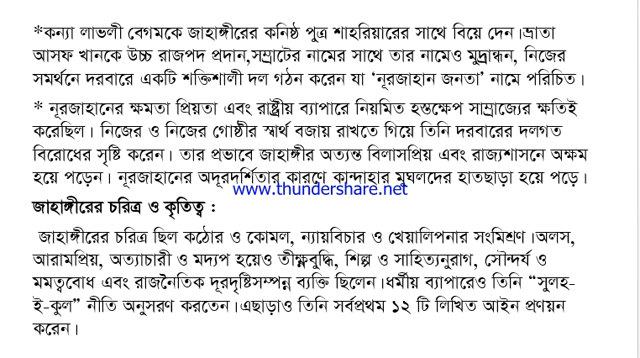 *কন্যা লাভলী বেগমকে জাহাঙ্গীরের কনিষ্ঠ পুত্র শাহরিয়ারের সাথে বিয়ে দেন।ভ্রাতা
আসফ খানকে উচ্চ রাজপদ প্রদান,সম্রাটের নামের সাথে তার নামেও মুদ্রান্ধন, নিজের
সমর্থনে দরবারে একটি শক্তিশালী দল গঠন করেন যা ‘নূরজাহান জনতা’ নামে পরিচিত।
* নূরজাহানের ক্ষমতা প্রিয়তা এবং রাষ্ট্রীয় ব্যাপারে নিয়মিত হস্তক্ষেপ সাম্রাজ্যের ক্ষতিই
করেছিল। নিজের ও নিজের গোষ্ঠীর স্বার্থ বজায় রাখতে গিয়ে তিনি দরবারের দলগত
বিরোধের সৃষ্টি করেন। তার প্রভাবে জাহাঙ্গীর অত্যন্ত বিলাসপ্রিয় এবং রাজ্যশাসনে অক্ষম
হয়ে পড়েন। নূরজাহানের অদূরদর্শিতার কারণে কান্দাহার মুঘলদের হাতছাড়া হয়ে পড়ে।
www.thundershare.net
জাহাঙ্গীরের চরিত্র ও কৃতিত্ব :
জাহাঙ্গীরের চরিত্র ছিল কঠোর ও কোমল, ন্যায়বিচার ও খেয়ালিপনার সংমিশ্রণ।অলস,
আরামপ্রিয়, অত্যাচারী ও মদ্যপ হয়েও তীক্ষ্ণবুদ্ধি, শিল্প ও সাহিত্যনুরাগ, সৌন্দর্য ও
মমত্ববোধ এবং রাজনৈতিক দূরদৃষ্টিসম্পন্ন ব্যক্তি ছিলেন।ধর্মীয় ব্যাপারেও তিনি “সুলহ-
ই-কুল” নীতি অনুসরণ করতেন।এছাড়াও তিনি সর্বপ্রথম ১২ টি লিখিত আইন প্রণয়ন
করেন।